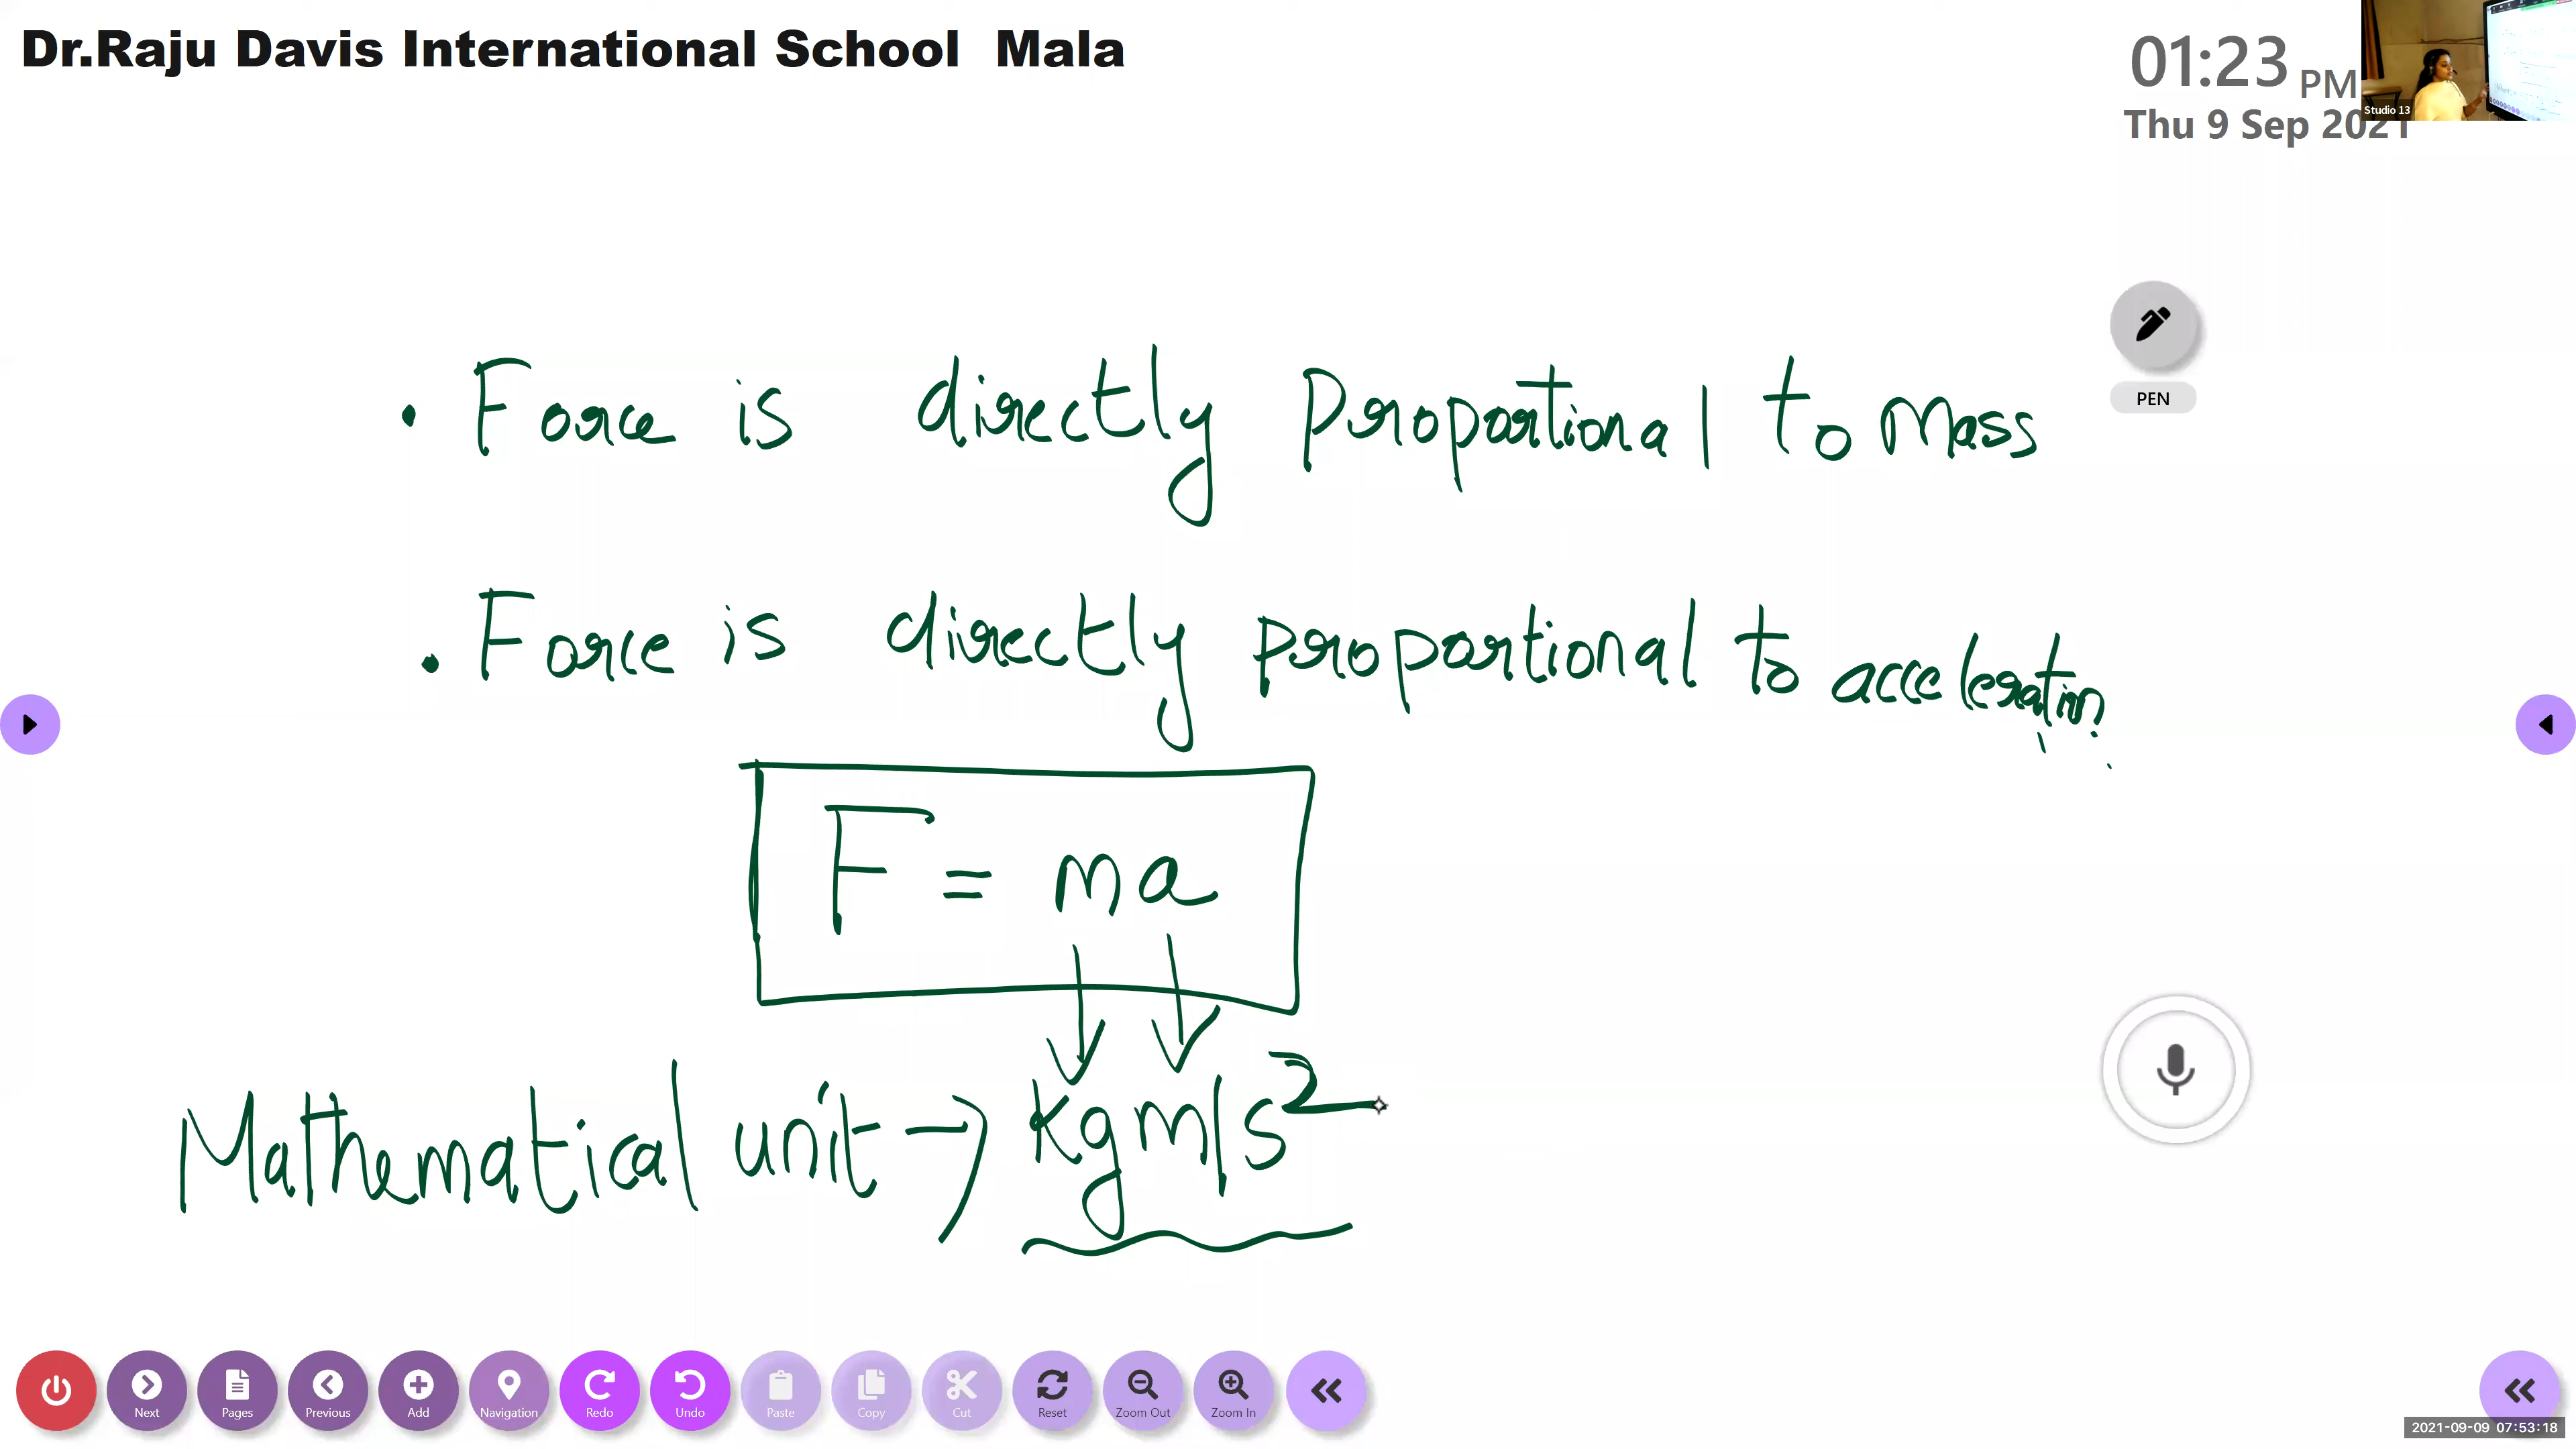 Dr.Raju Davis International School Mala
01:23 PM
Thu 9 Sep 2021
Studio 13
PEN
• Force is directly Proportional to Mass
• Force is directly proportional to acceleration
F = ma
Mathematical unit → kgm/s²
Next
Pages
Previous
Add
Navigation
Redo
Undo
Paste
Copy
Cut
Reset
Zoom Out
Zoom In
2021-09-09 07:53:18